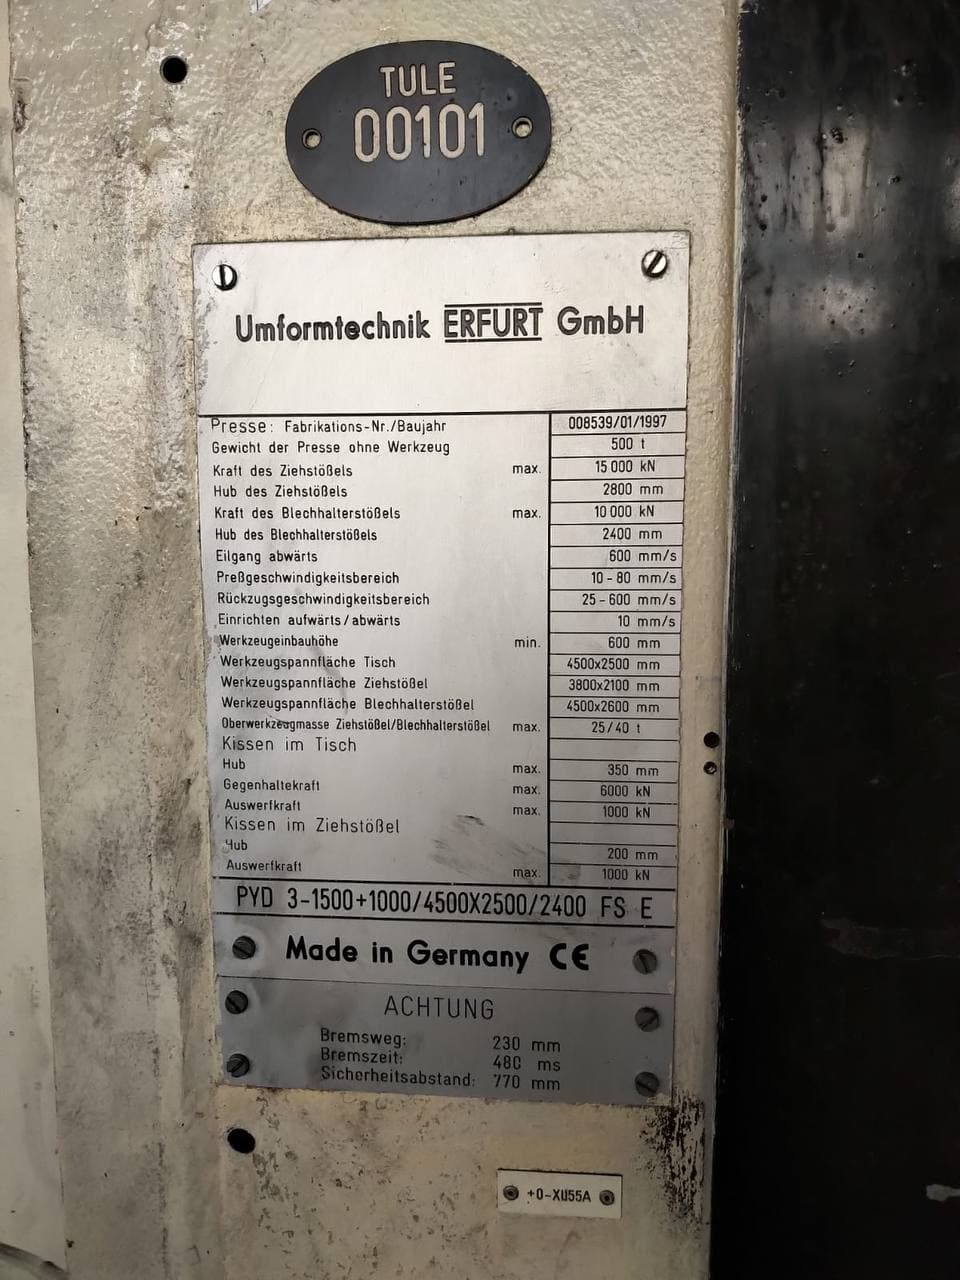 TULE
00101
Umformtechnik ERFURT GmbH
Presse: Fabrikations-Nr./Baujahr 008539/01/1997
Gewicht der Presse ohne Werkzeug 500 t
Kraft des Ziehstößels max. 15 000 kN
Hub des Ziehstößels 2800 mm
Kraft des Blechhalterstößels max. 10 000 kN
Hub des Blechhalterstößels 2400 mm
Eilgang abwärts 600 mm/s
Preßgeschwindigkeitsbereich 10-80 mm/s
Rückzugsgeschwindigkeitsbereich 25-600 mm/s
Einrichten aufwärts/abwärts 10 mm/s
Werkzeugeinbauhöhe min. 600 mm
Werkzeugspannfläche Tisch 4500x2500 mm
Werkzeugspannfläche Ziehstößel 3800x2100 mm
Werkzeugspannfläche Blechhalterstößel 4500x2600 mm
Oberwerkzeugmasse Ziehstößel/Blechhalterstößel max. 25/40 t
Kissen im Tisch
Hub max. 350 mm
Gegenhaltekraft max. 6000 kN
Auswerfkraft max. 1000 kN
Kissen im Ziehstößel
Hub 200 mm
Auswerfkraft max. 1000 kN
PYD 3-1500+1000/4500X2500/2400 FS E
Made in Germany CE
ACHTUNG
Bremsweg: 230 mm
Bremszeit: 480 ms
Sicherheitsabstand: 770 mm
+0-XU55A